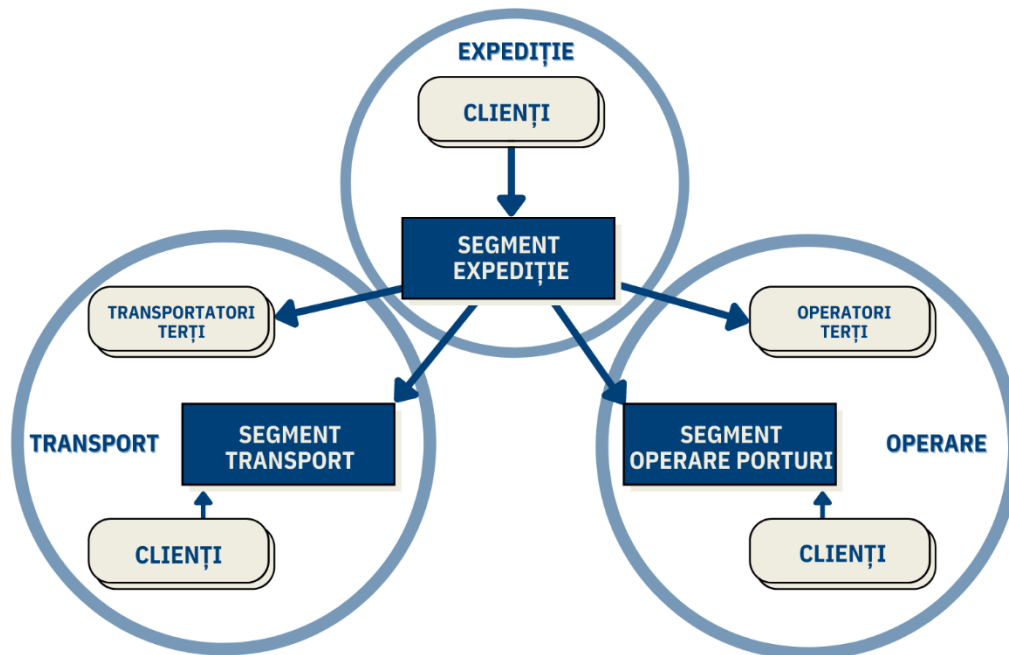 EXPEDIȚIE
CLIENȚI
SEGMENT
EXPEDIȚIE
TRANSPORTATORI
TERȚI
OPERATORI
TERȚI
TRANSPORT
SEGMENT
TRANSPORT
SEGMENT
OPERARE PORTURI
OPERARE
CLIENȚI
CLIENȚI